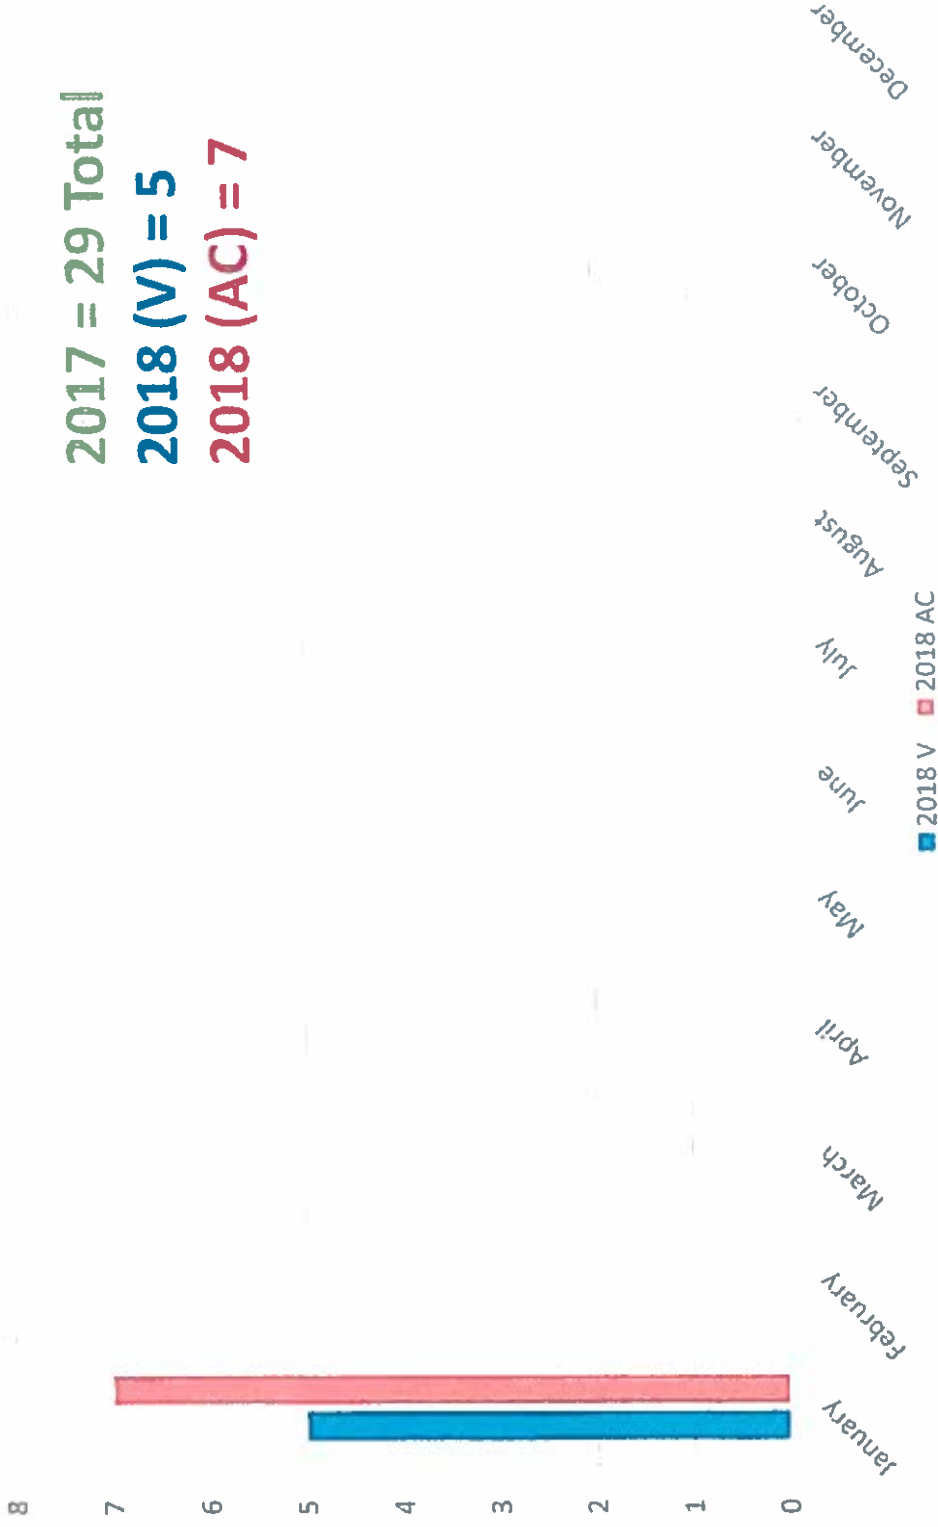 2017 = 29 Total
2018 (V) = 5
2018 (AC) = 7
8
7
6
5
4
3
2
1
0
January
February
March
April
May
June
July
August
September
October
November
December
2018 V 2018 AC